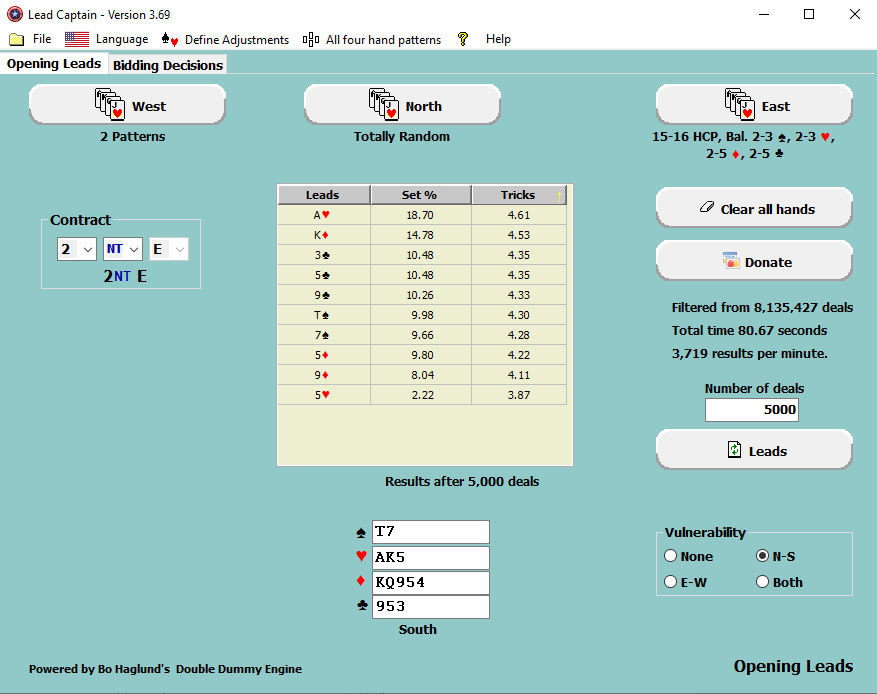 Lead Captain - Version 3.69
File Language Define Adjustments All four hand patterns ? Help
Opening Leads Bidding Decisions
West North East
2 Patterns
Totally Random
15-16 HCP, Bal. 2-3 ♠, 2-3 ♥,
2-5 ♦, 2-5 ♣
Contract
2 NT E
2NT E
Leads Set % Tricks
A♥ 18.70 4.61
K♦ 14.78 4.53
3♣ 10.48 4.35
5♣ 10.48 4.35
9♣ 10.26 4.33
T♠ 9.98 4.30
7♠ 9.66 4.28
5♦ 9.80 4.22
9♦ 8.04 4.11
5♥ 2.22 3.87
Results after 5,000 deals
Clear all hands
Donate
Filtered from 8,135,427 deals
Total time 80.67 seconds
3,719 results per minute.
Number of deals
5000
Leads
♠ T7
♥ AK5
♦ KQ954
♣ 953
South
Vulnerability
None N-S
E-W Both
Powered by Bo Haglund's Double Dummy Engine
Opening Leads